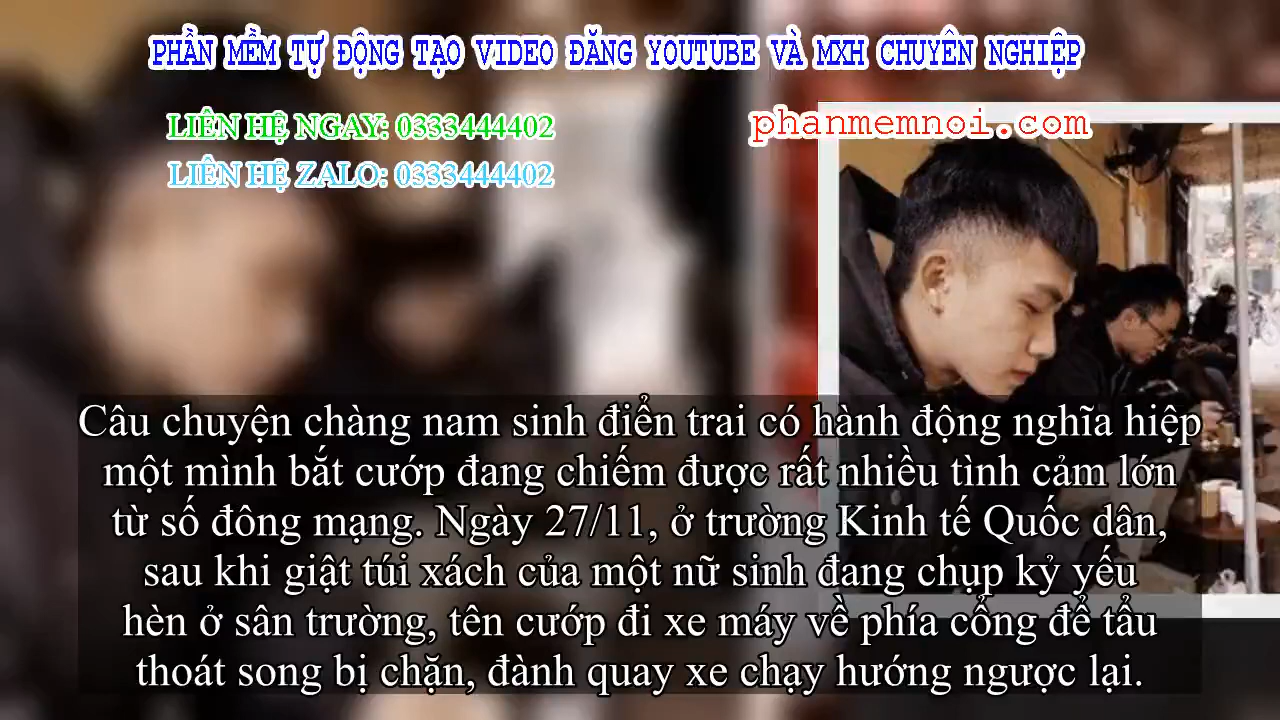 PHẦN MỀM TỰ ĐỘNG TẠO VIDEO ĐĂNG YOUTUBE VÀ MXH CHUYÊN NGHIỆP
LIÊN HỆ NGAY: 0333444402
phanmemnoi.com
LIÊN HỆ ZALO: 0333444402
Câu chuyện chàng nam sinh điển trai có hành động nghĩa hiệp
một mình bắt cướp đang chiếm được rất nhiều tình cảm lớn
từ số đông mạng. Ngày 27/11, ở trường Kinh tế Quốc dân,
sau khi giật túi xách của một nữ sinh đang chụp kỷ yếu
hèn ở sân trường, tên cướp đi xe máy về phía cổng để tẩu
thoát song bị chặn, đành quay xe chạy hướng ngược lại.